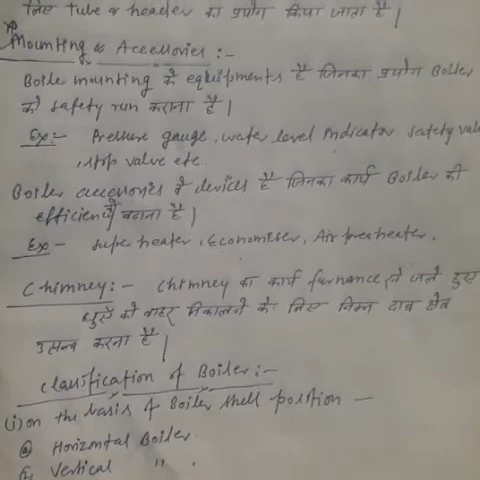 लिए tube & header का प्रयोग किया जाता है |
Mounting & Accessories :-
Boile mounting वे equipments है जिनका प्रयोग Boiler
को safety run कराना है |
Ex:- Pressure gauge, water level indicator safety valve
, stop valve etc.
Boiler accessories वे devices है जिनका कार्य Boiler की
efficiency बढ़ाना है |
Ex - supe heater, Economiser, Air preheater.
Chimney :- chimney का कार्य furnance से जले हुए
धुएँ को बाहर निकालने के लिए निम्न दाब क्षेत्र
उत्पन्न करना है |
Classification of Boiler :-
(i) on the basis of Boiler shell position -
(a) Horizontal Boiler.
Vertical " .